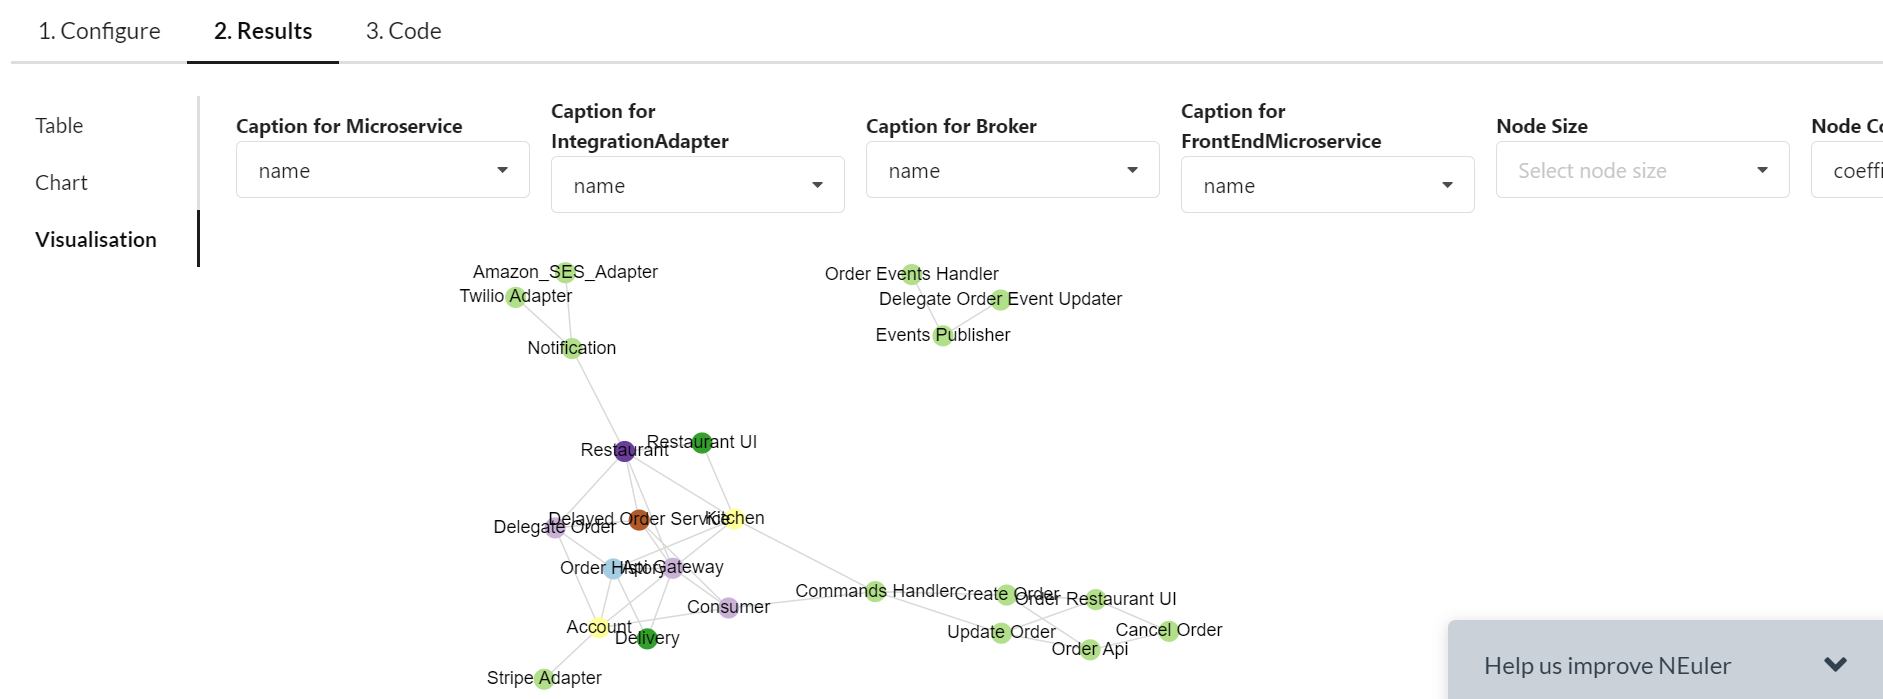 1. Configure
2. Results
3. Code
Table
Chart
Visualisation
Caption for Microservice
name
Caption for
IntegrationAdapter
name
Caption for Broker
name
Caption for
FrontEndMicroservice
name
Node Size
Select node size
Node Co
coeffi
Amazon_SES_Adapter
Twilio Adapter
Notification
Order Events Handler
Delegate Order Event Updater
Events Publisher
Restaurant
Restaurant UI
Delayed Order Service
Kitchen
Delegate Order
Order History
Api Gateway
Consumer
Account
Delivery
Stripe Adapter
Commands Handler
Create Order
Order Restaurant UI
Update Order
Cancel Order
Order Api
Help us improve NEuler